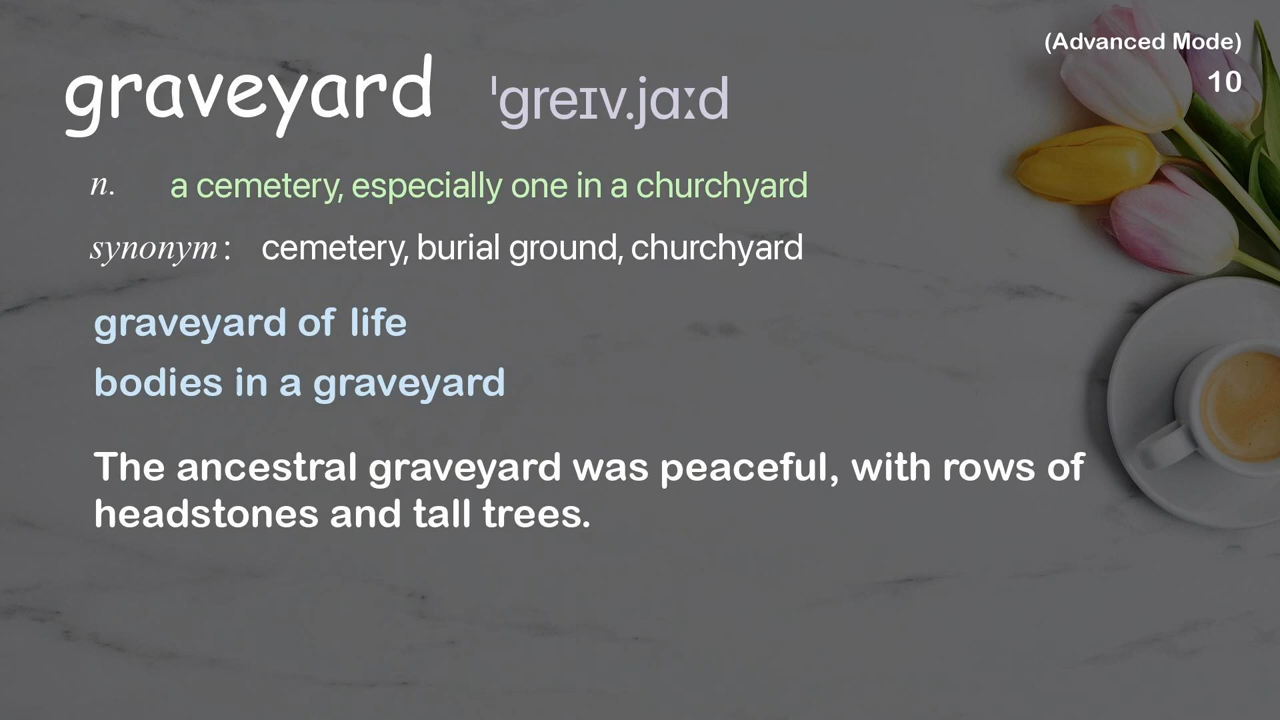 (Advanced Mode)
10
graveyard ˈɡreɪv.jɑːd
n. a cemetery, especially one in a churchyard
synonym: cemetery, burial ground, churchyard
graveyard of life
bodies in a graveyard
The ancestral graveyard was peaceful, with rows of
headstones and tall trees.